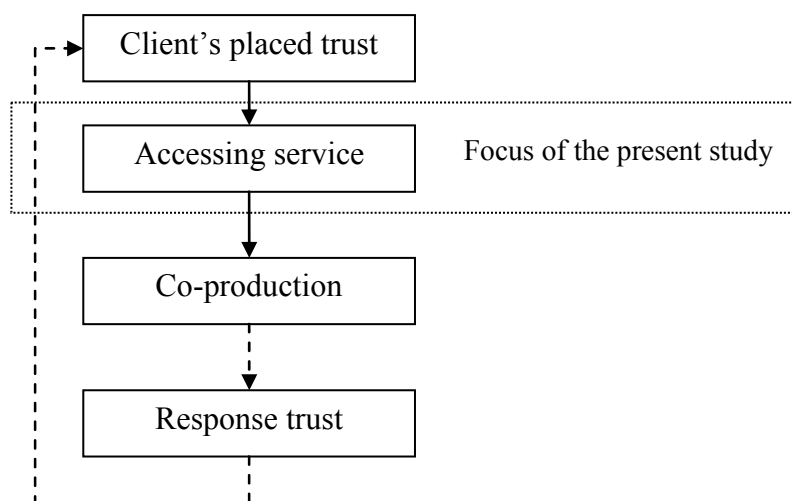 Client’s placed trust
Accessing service
Focus of the present study
Co-production
Response trust